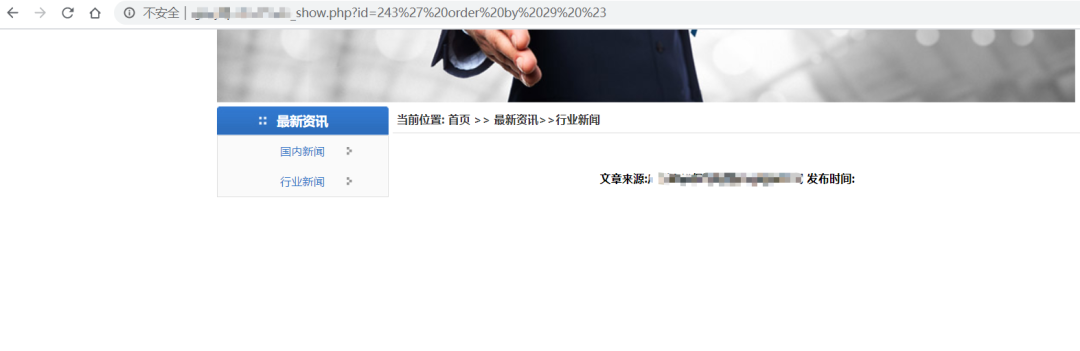 不安全 | _show.php?id=243%27%20order%20by%2029%20%23
最新资讯
当前位置: 首页 >> 最新资讯>>行业新闻
国内新闻
行业新闻
文章来源: 发布时间: